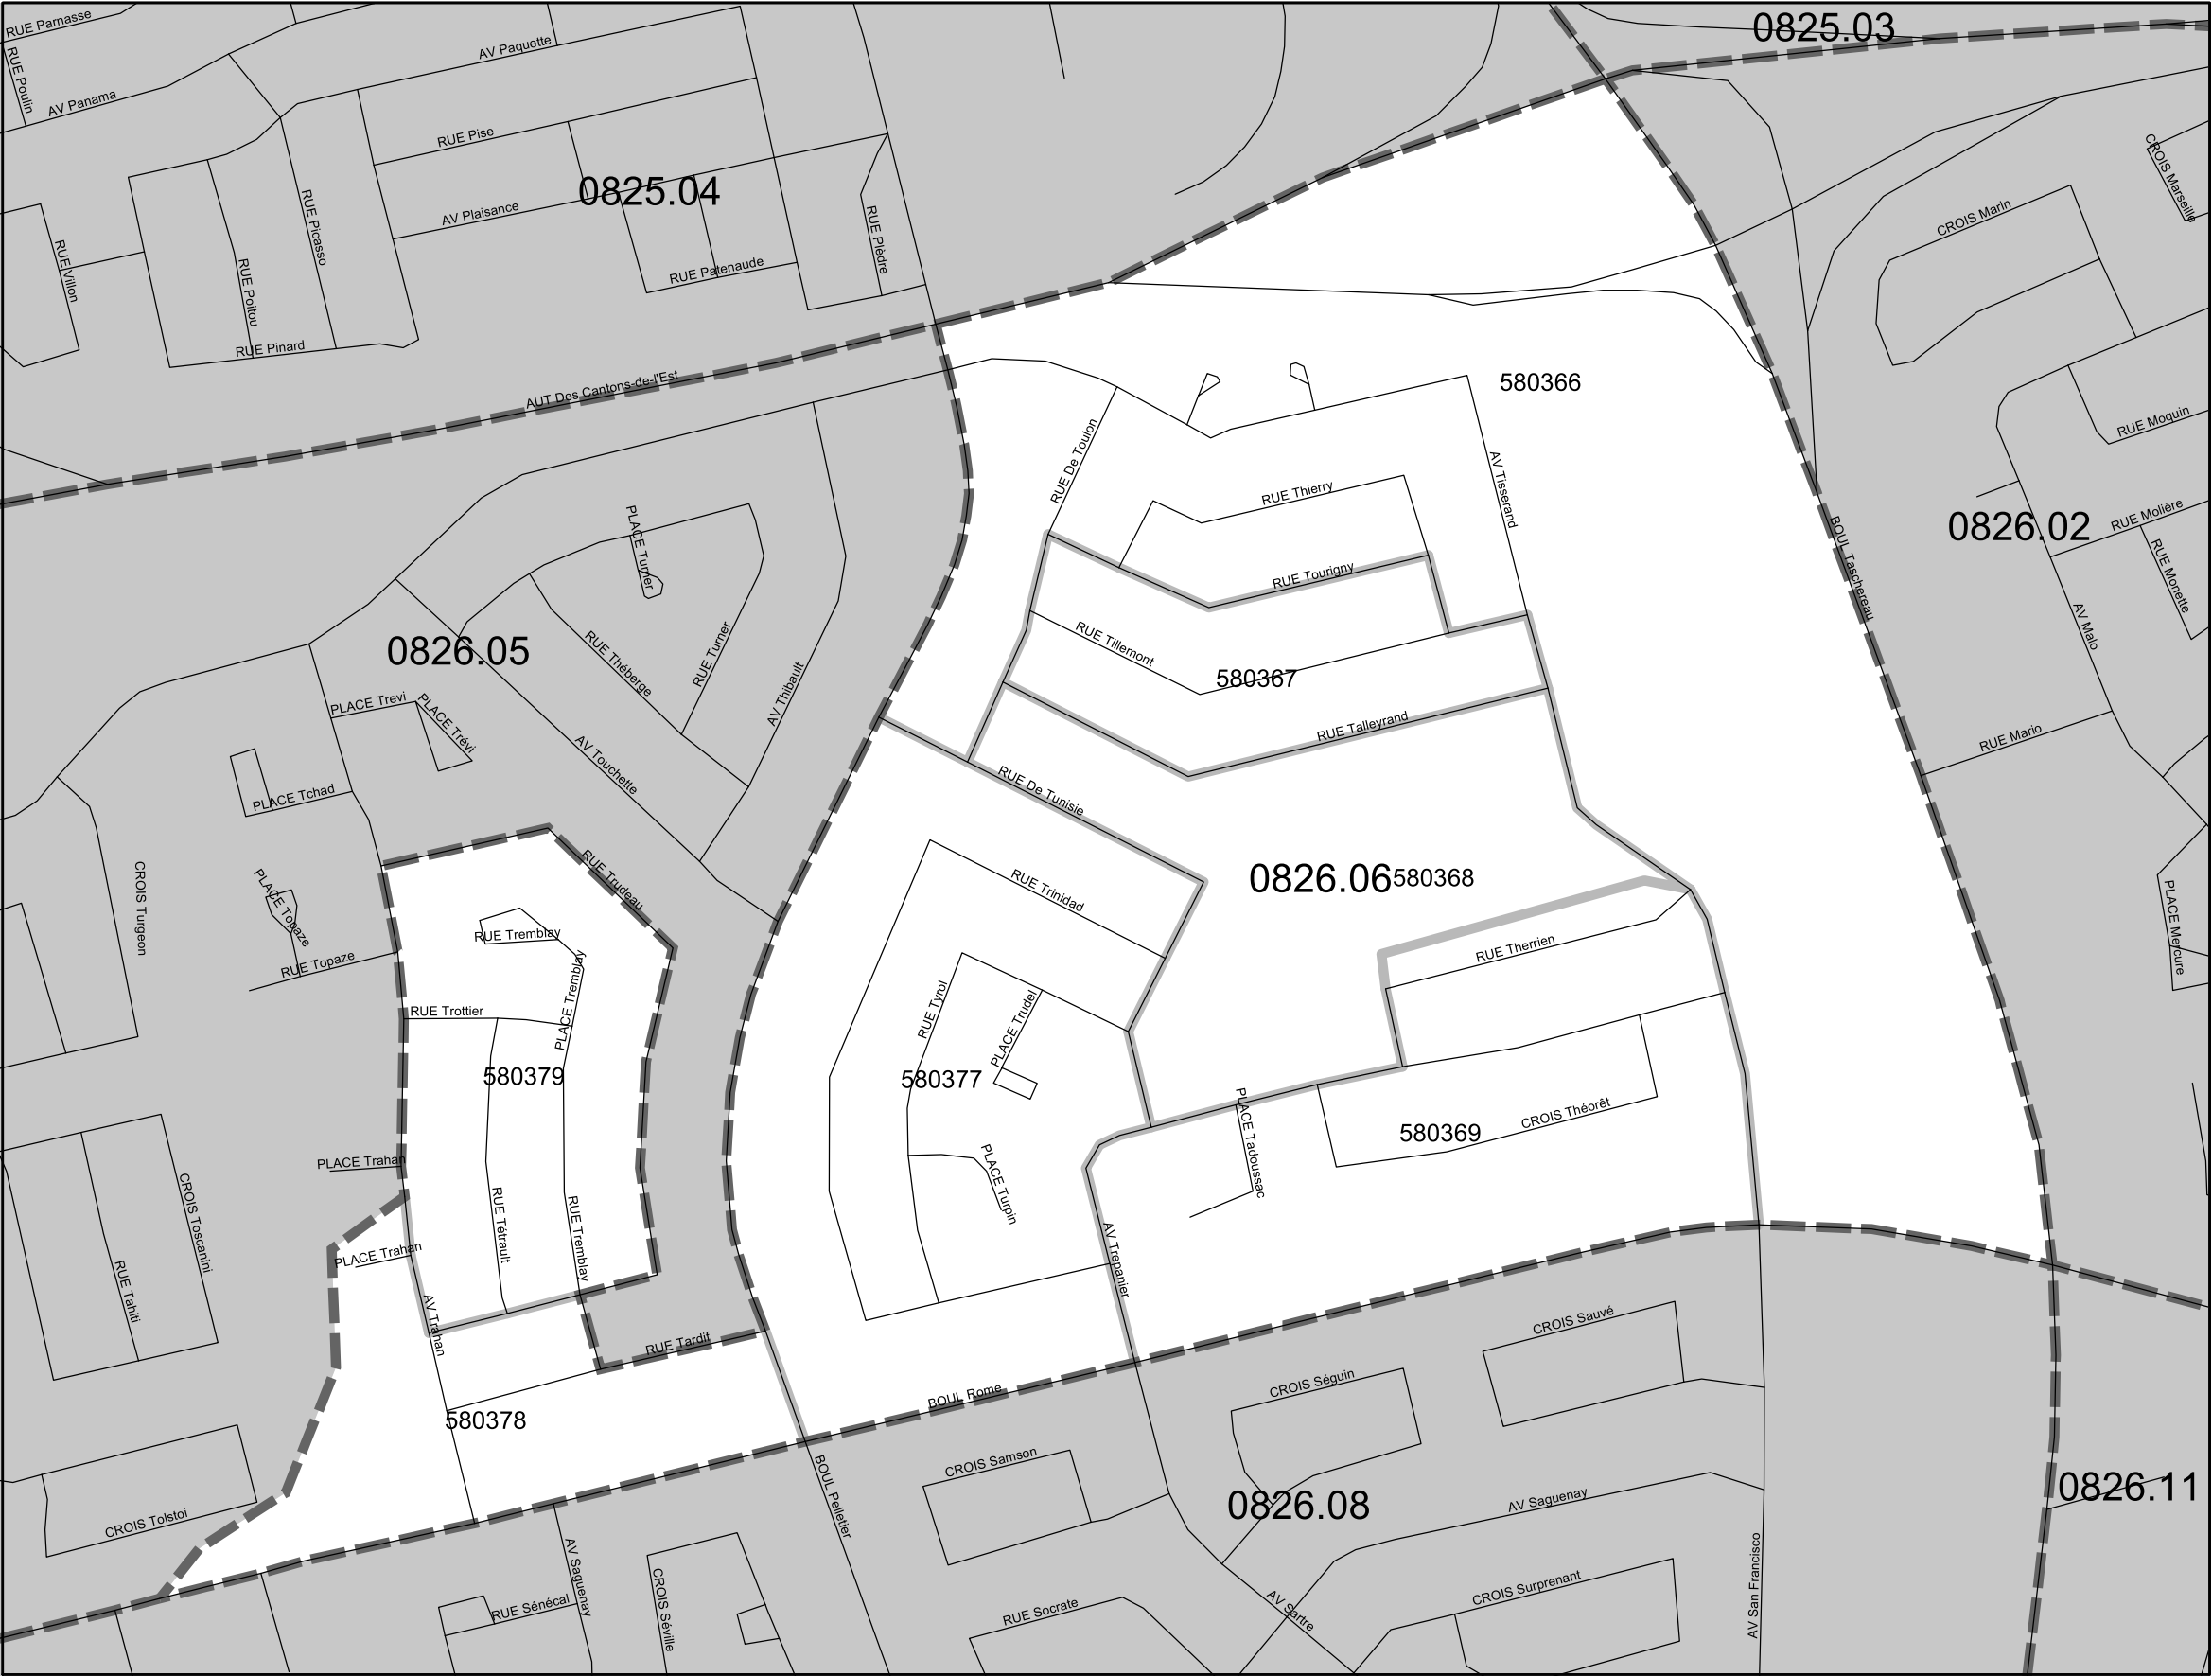 RUE Parnasse
RUE Poulin
AV Panama
AV Paquette
0825.03
RUE Pise
0825.04
AV Plaisance
RUE Picasso
RUE Plèdre
RUE Patenaude
RUE Villon
RUE Poitou
RUE Pinard
CROIS Marseille
CROIS Marin
AUT Des Cantons-de-l'Est
580366
RUE De Toulon
AV Tisserand
RUE Thierry
RUE Moquin
PLACE Turner
BOUL Taschereau
0826.02
RUE Molière
RUE Monette
RUE Tourigny
AV Malo
0826.05
RUE Théberge
RUE Turner
AV Thibault
RUE Tillemont
580367
PLACE Trevi
PLACE Trévi
RUE Talleyrand
RUE Mario
AV Touchette
PLACE Tchad
RUE De Tunisie
CROIS Turgeon
PLACE Topaze
RUE Trudeau
RUE Trinidad
0826.06
580368
PLACE Mercure
RUE Tremblay
RUE Topaze
RUE Therrien
PLACE Tremblay
RUE Tyrol
PLACE Trudel
RUE Trottier
580379
580377
PLACE Tadoussac
CROIS Théorêt
580369
PLACE Trahan
PLACE Turpin
CROIS Toscanini
RUE Tétrault
RUE Tremblay
PLACE Trahan
RUE Tahiti
AV Trahan
AV Trepanier
RUE Tardif
CROIS Sauvé
BOUL Rome
CROIS Séguin
580378
CROIS Samson
BOUL Pelletier
0826.08
AV Saguenay
0826.11
CROIS Tolstoi
AV Saguenay
CROIS Séville
RUE Sénécal
RUE Socrate
AV Sartre
CROIS Surprenant
AV San Francisco